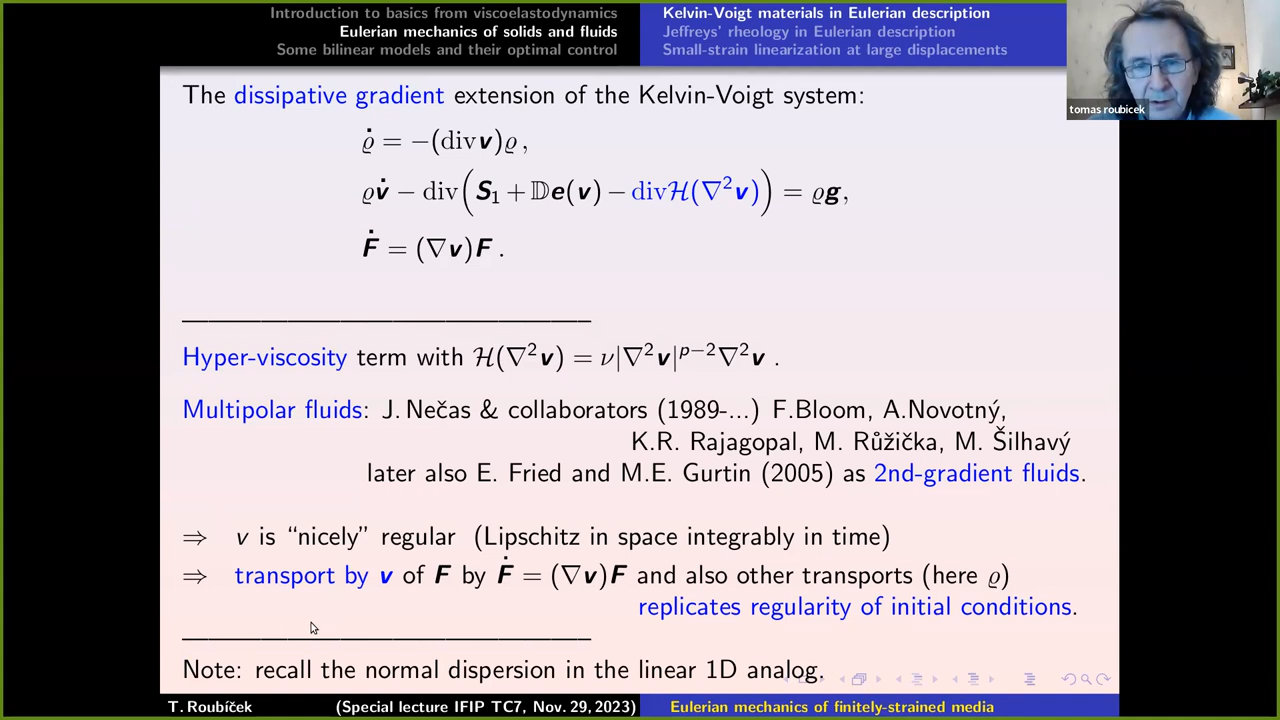 Introduction to basics from viscoelastodynamics
Eulerian mechanics of solids and fluids
Some bilinear models and their optimal control
Kelvin-Voigt materials in Eulerian description
Jeffreys' rheology in Eulerian description
Small-strain linearization at large displacements
tomas roubicek
The dissipative gradient extension of the Kelvin-Voigt system:
ϱ̇ = −(div v)ϱ ,
ϱv̇ − div(S₁ + 𝔻e(v) − divℋ(∇²v)) = ϱg,
Ḟ = (∇v)F .
Hyper-viscosity term with ℋ(∇²v) = ν|∇²v|ᵖ⁻²∇²v .
Multipolar fluids: J. Nečas & collaborators (1989-...) F.Bloom, A.Novotný,
K.R. Rajagopal, M. Růžička, M. Šilhavý
later also E. Fried and M.E. Gurtin (2005) as 2nd-gradient fluids.
⇒ v is “nicely” regular (Lipschitz in space integrably in time)
⇒ transport by v of F by Ḟ = (∇v)F and also other transports (here ϱ)
replicates regularity of initial conditions.
Note: recall the normal dispersion in the linear 1D analog.
T. Roubíček (Special lecture IFIP TC7, Nov. 29, 2023) Eulerian mechanics of finitely-strained media